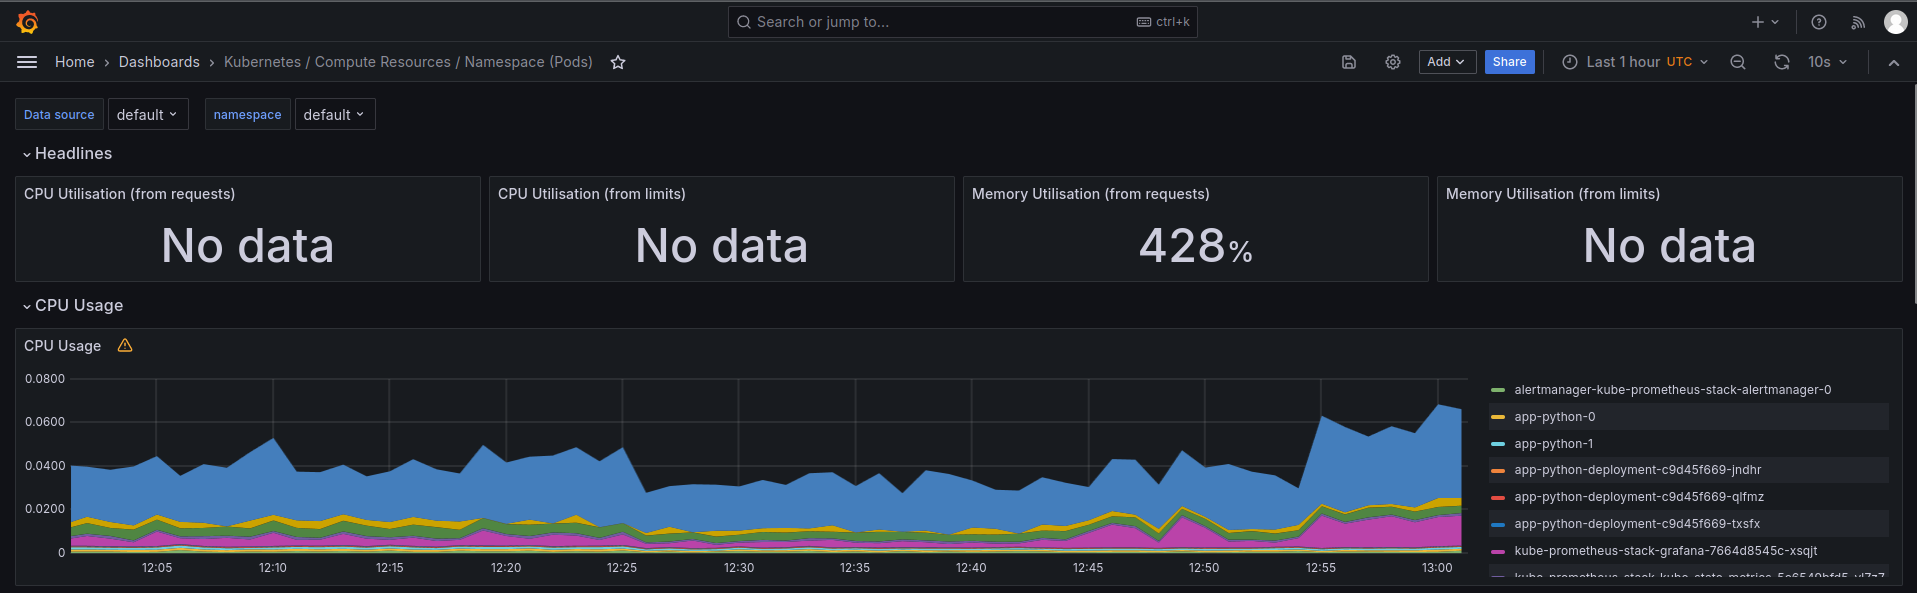 Search or jump to... ctrl+k
Home › Dashboards › Kubernetes / Compute Resources / Namespace (Pods) Add Share Last 1 hour UTC 10s
Data source default namespace default
Headlines
CPU Utilisation (from requests)
No data
CPU Utilisation (from limits)
No data
Memory Utilisation (from requests)
428%
Memory Utilisation (from limits)
No data
CPU Usage
CPU Usage
0.0800
0.0600
0.0400
0.0200
0
12:05 12:10 12:15 12:20 12:25 12:30 12:35 12:40 12:45 12:50 12:55 13:00
alertmanager-kube-prometheus-stack-alertmanager-0
app-python-0
app-python-1
app-python-deployment-c9d45f669-jndhr
app-python-deployment-c9d45f669-qlfmz
app-python-deployment-c9d45f669-txsfx
kube-prometheus-stack-grafana-7664d8545c-xsqjt